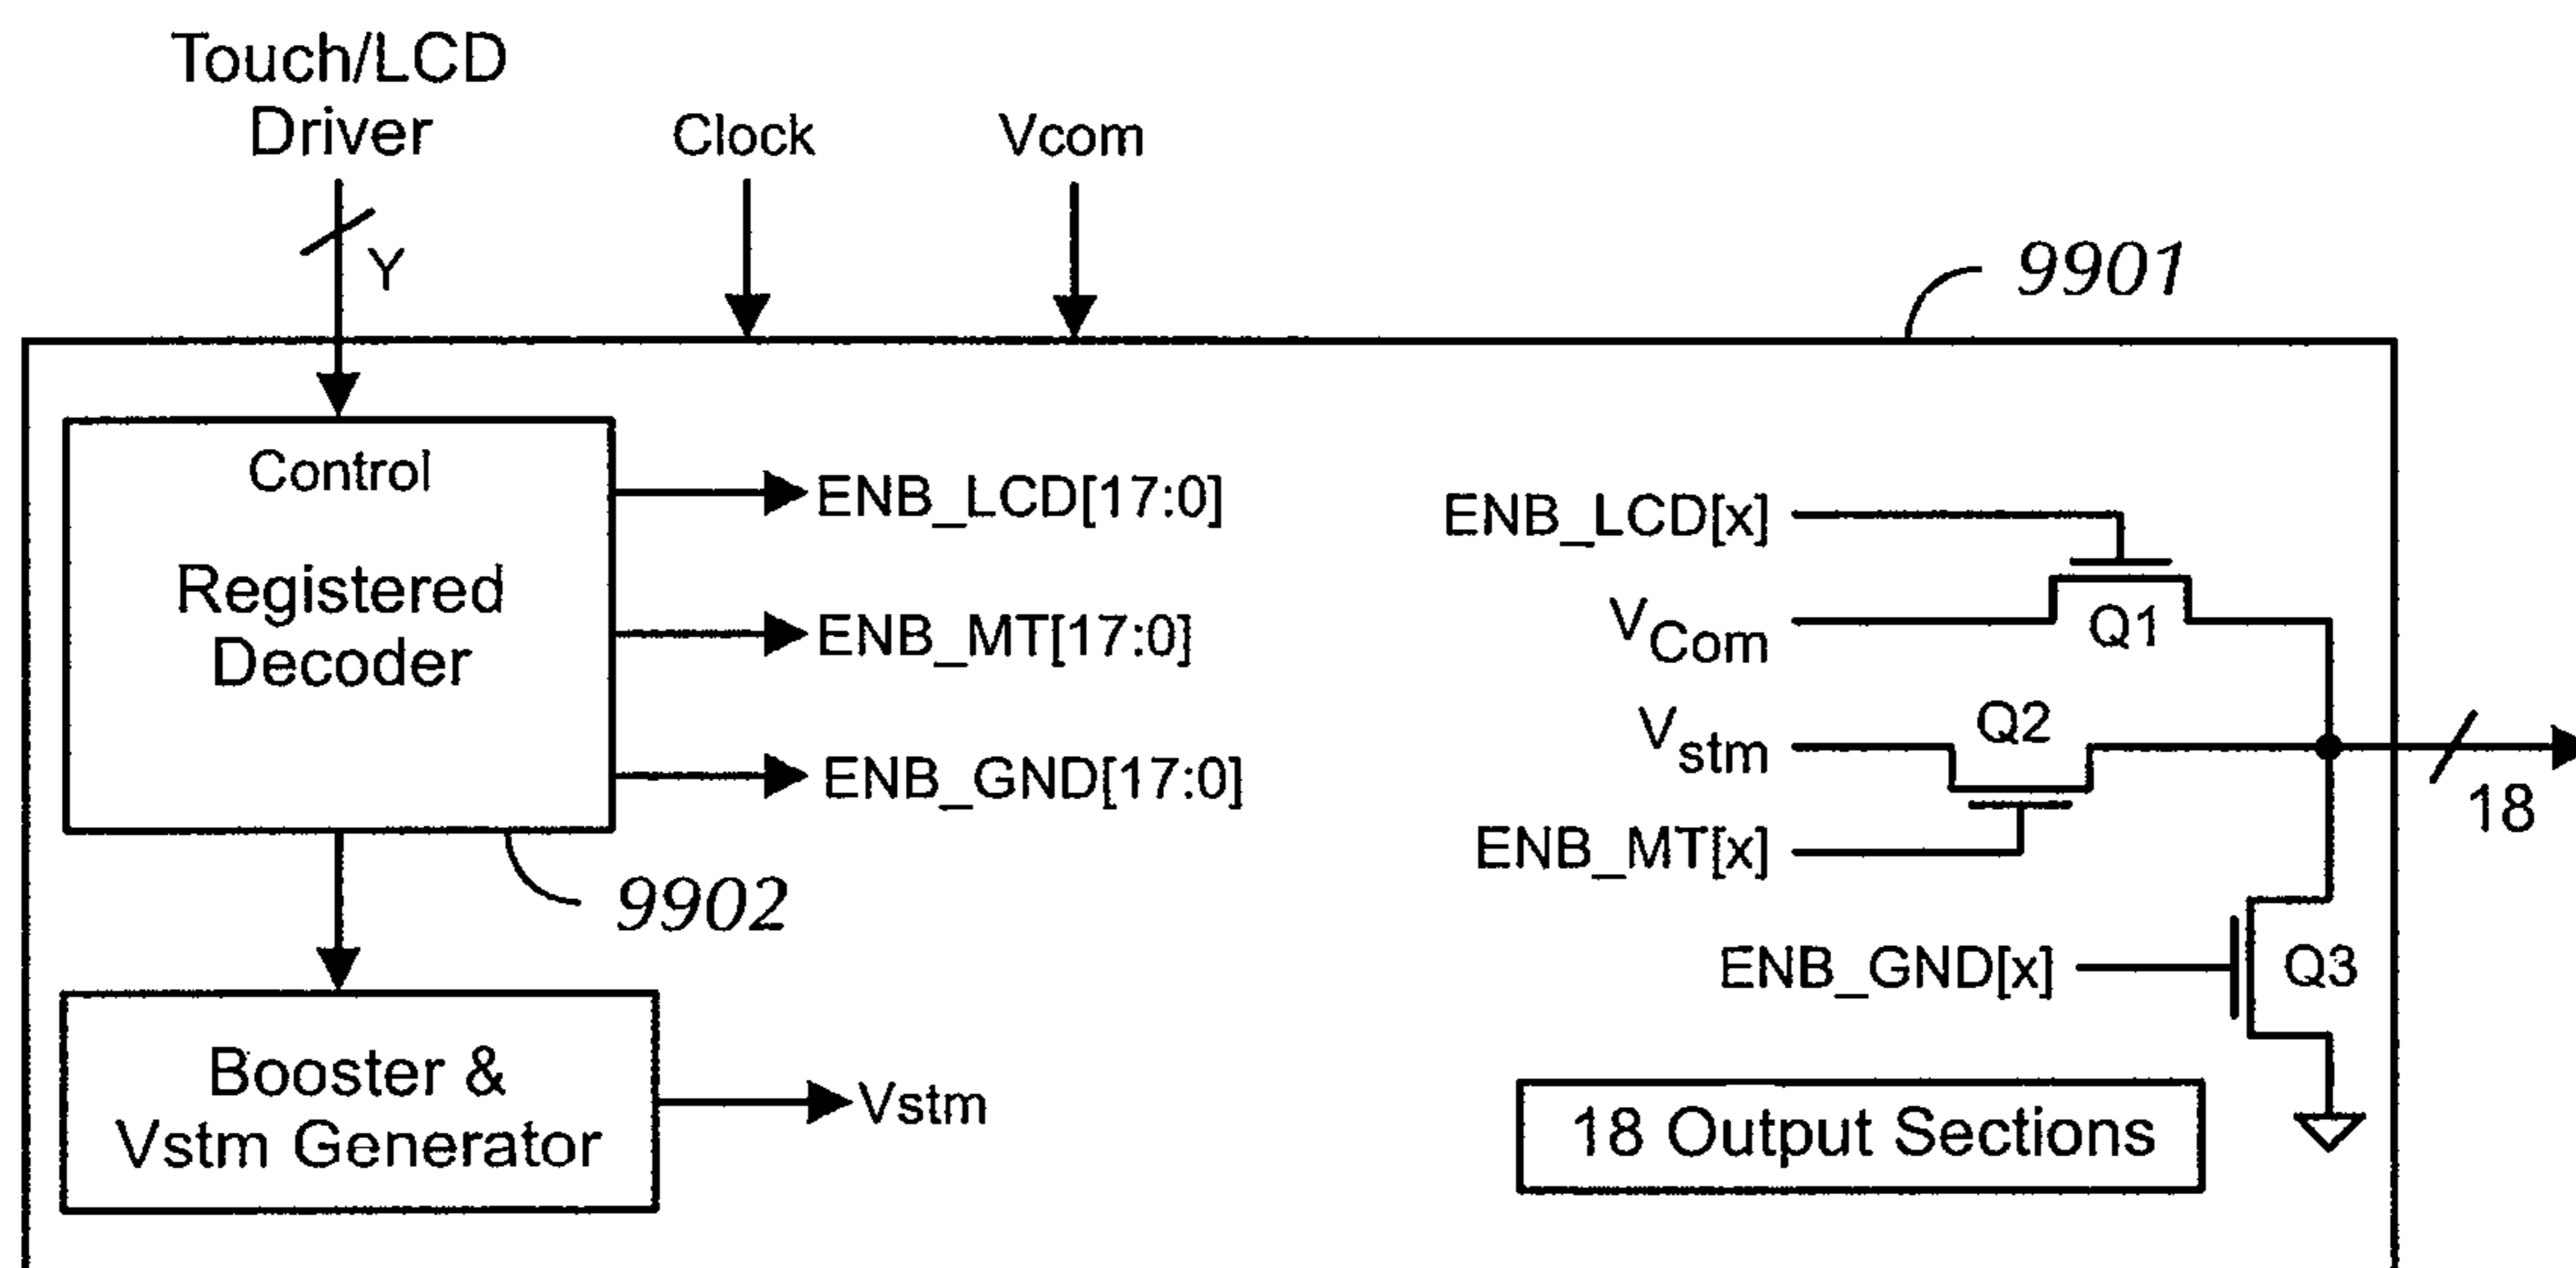 Touch/LCD
Driver
Clock
Vcom
Y
9901
Control
Registered
Decoder
ENB_LCD[17:0]
ENB_MT[17:0]
ENB_GND[17:0]
9902
Booster &
Vstm Generator
Vstm
ENB_LCD[x]
VCom
Q1
Vstm
Q2
ENB_MT[x]
18
ENB_GND[x]
Q3
18 Output Sections